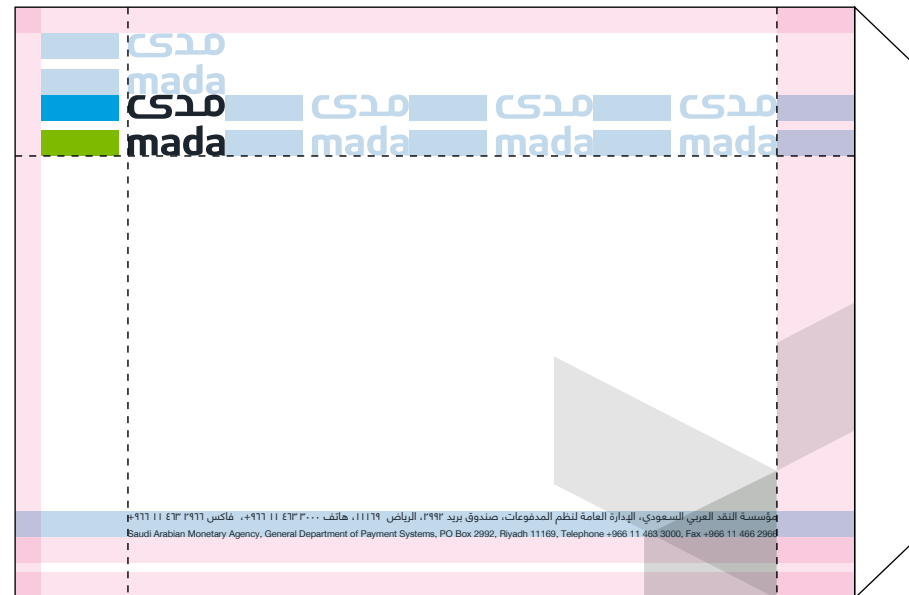 مدى
mada
مدى مدى مدى مدى
mada mada mada mada
مؤسسة النقد العربي السعودي، الإدارة العامة لنظم المدفوعات، صندوق بريد ٢٩٩٢، الرياض ١١١٦٩، هاتف ٣٠٠٠ ٤٦٣ ١١ ٩٦٦+، فاكس ٢٩٦٦ ٤٦٣ ١١ ٩٦٦+
Saudi Arabian Monetary Agency, General Department of Payment Systems, PO Box 2992, Riyadh 11169, Telephone +966 11 463 3000, Fax +966 11 466 2966